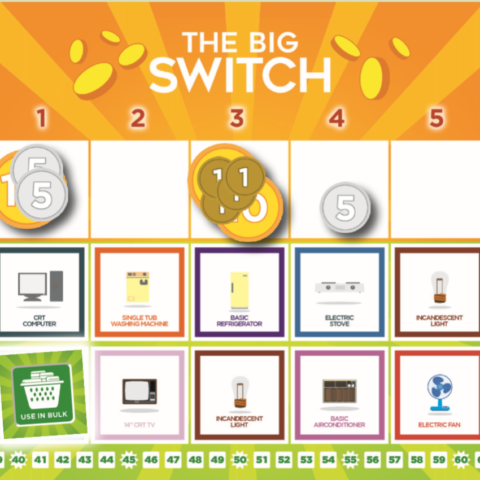 THE BIG
SWITCH
1 2 3 4 5
5
1 5
1 1
1 0
5
CRT
COMPUTER
SINGLE TUB
WASHING MACHINE
BASIC
REFRIGERATOR
ELECTRIC
STOVE
INCANDESCENT
LIGHT
USE IN BULK
14" CRT TV
INCANDESCENT
LIGHT
BASIC
AIRCONDITIONER
ELECTRIC FAN
40 41 42 43 44 45 46 47 48 49 50 51 52 53 54 55 56 57 58 59 60